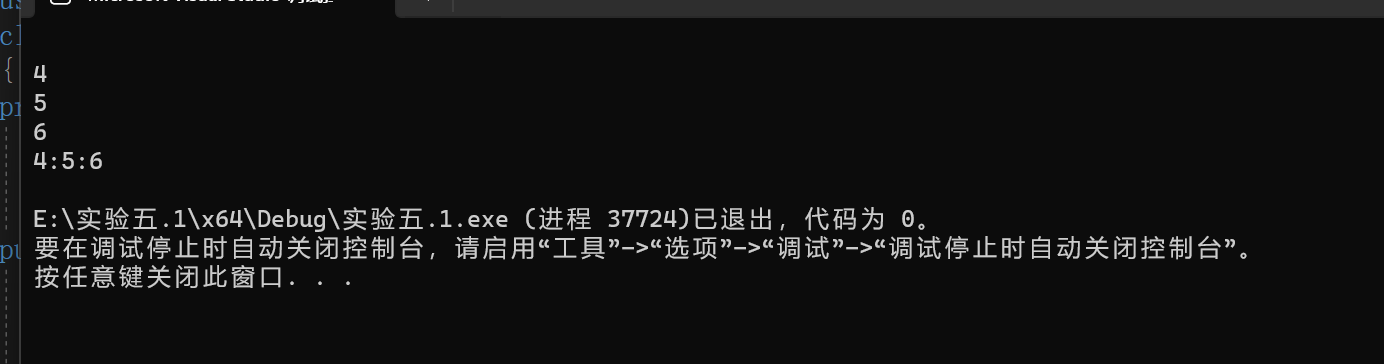 cl
{
pr
pu
4
5
6
4:5:6
E:\实验五.1\x64\Debug\实验五.1.exe (进程 37724)已退出，代码为 0。
要在调试停止时自动关闭控制台，请启用“工具”->“选项”->“调试”->“调试停止时自动关闭控制台”。
按任意键关闭此窗口. . .